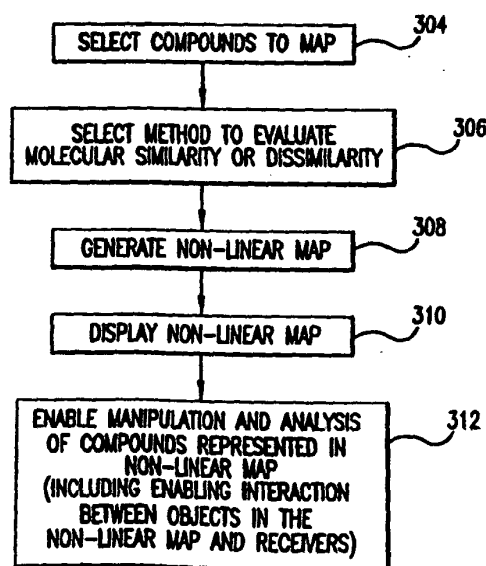 SELECT COMPOUNDS TO MAP
304
SELECT METHOD TO EVALUATE
MOLECULAR SIMILARITY OR DISSIMILARITY
306
GENERATE NON-LINEAR MAP
308
DISPLAY NON-LINEAR MAP
310
ENABLE MANIPULATION AND ANALYSIS
OF COMPOUNDS REPRESENTED IN
NON-LINEAR MAP
(INCLUDING ENABLING INTERACTION
BETWEEN OBJECTS IN THE
NON-LINEAR MAP AND RECEIVERS)
312